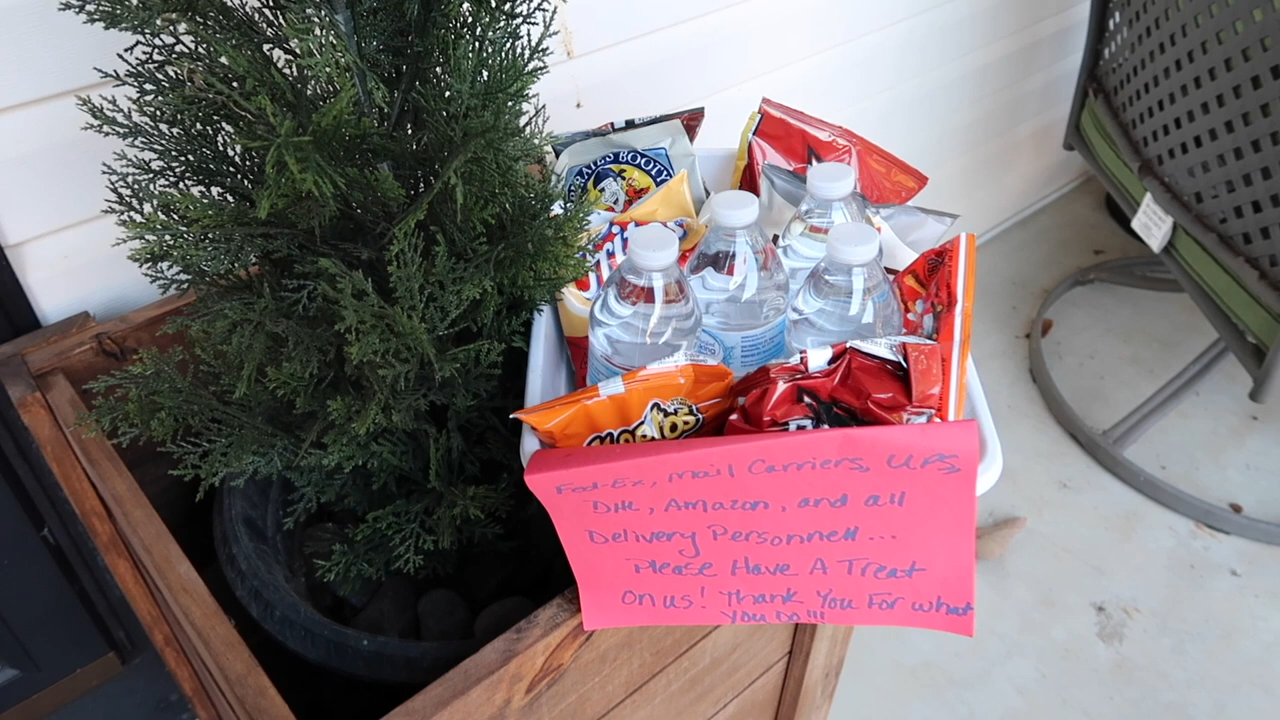 PIRATE'S BOOTY
Fritos
Fed-Ex, Mail Carriers, UPS,
DHL, Amazon, and all
Delivery Personnell...
Please Have A Treat
on us! Thank You For what
You Do!!!